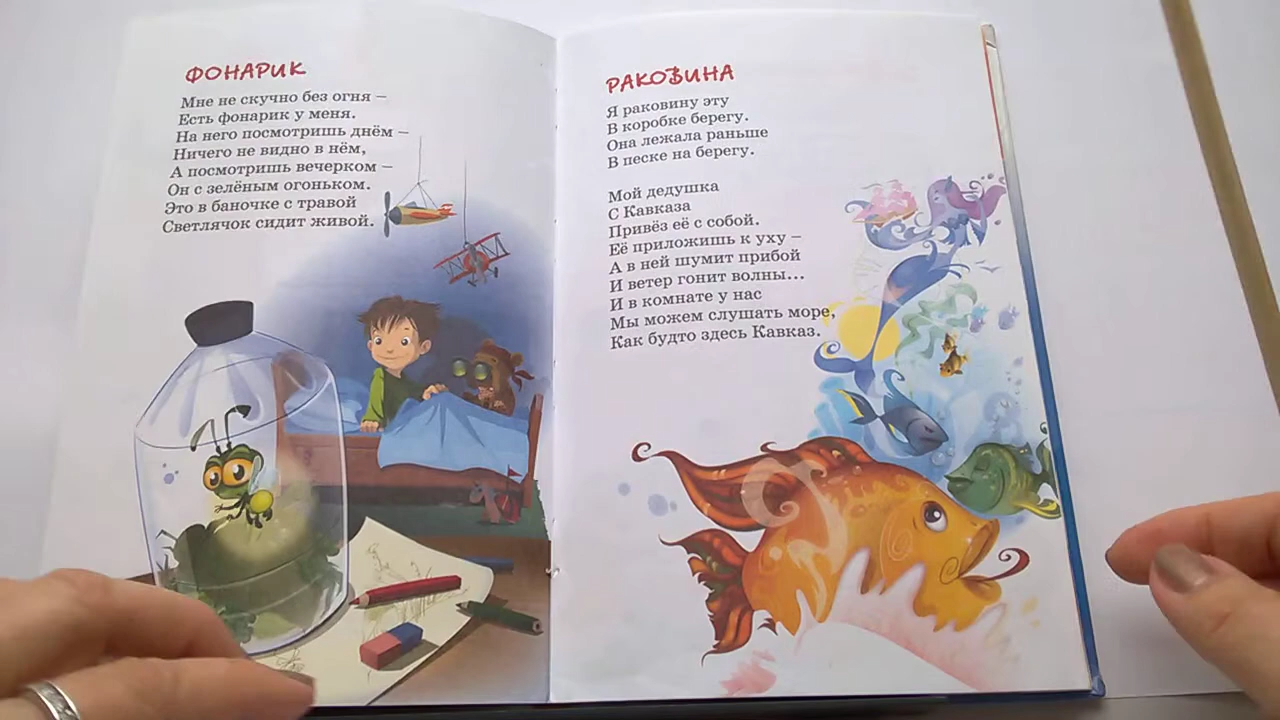 ФОНАРИК
Мне не скучно без огня –
Есть фонарик у меня.
На него посмотришь днём –
Ничего не видно в нём,
А посмотришь вечерком –
Он с зелёным огоньком.
Это в баночке с травой
Светлячок сидит живой.
РАКОВИНА
Я раковину эту
В коробке берегу.
Она лежала раньше
В песке на берегу.
Мой дедушка
С Кавказа
Привёз её с собой.
Её приложишь к уху –
А в ней шумит прибой
И ветер гонит волны...
И в комнате у нас
Мы можем слушать море,
Как будто здесь Кавказ.